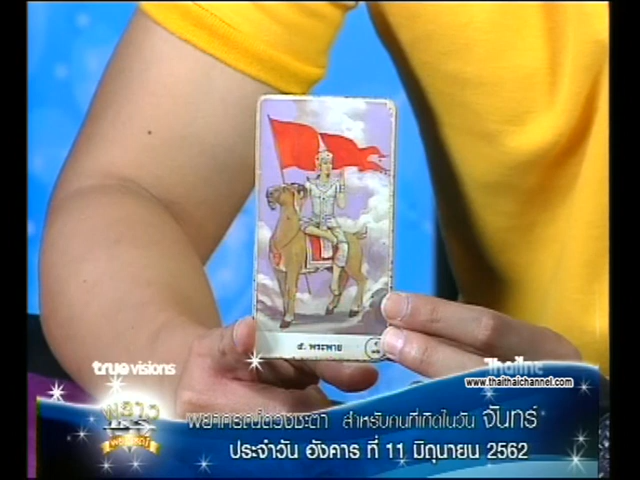 ๕. พระพาย
true visions
ThaiTNC
www.thaithaichannel.com
พยากรณ์ดวงชะตา สำหรับคนที่เกิดในวัน จันทร์
ประจำวัน อังคาร ที่ 11 มิถุนายน 2562